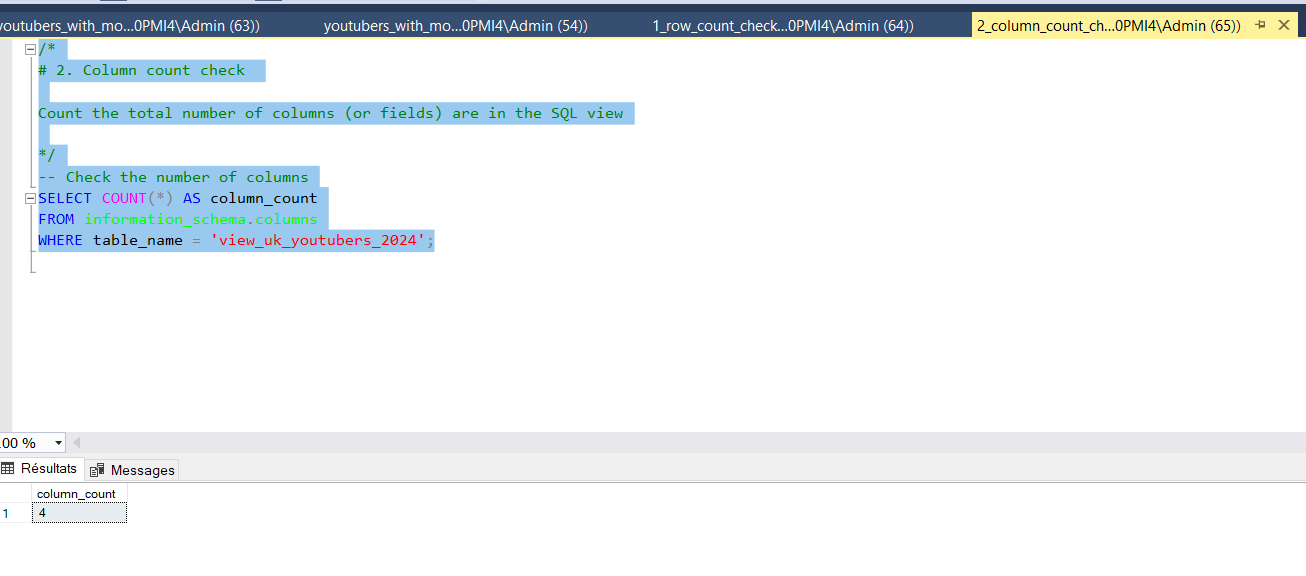 youtubers_with_mo...0PMI4\Admin (63)) youtubers_with_mo...0PMI4\Admin (54)) 1_row_count_check...0PMI4\Admin (64)) 2_column_count_ch...0PMI4\Admin (65))
/*
# 2. Column count check
Count the total number of columns (or fields) are in the SQL view
*/
-- Check the number of columns
SELECT COUNT(*) AS column_count
FROM information_schema.columns
WHERE table_name = 'view_uk_youtubers_2024';
00 %
Résultats Messages
column_count
1 4